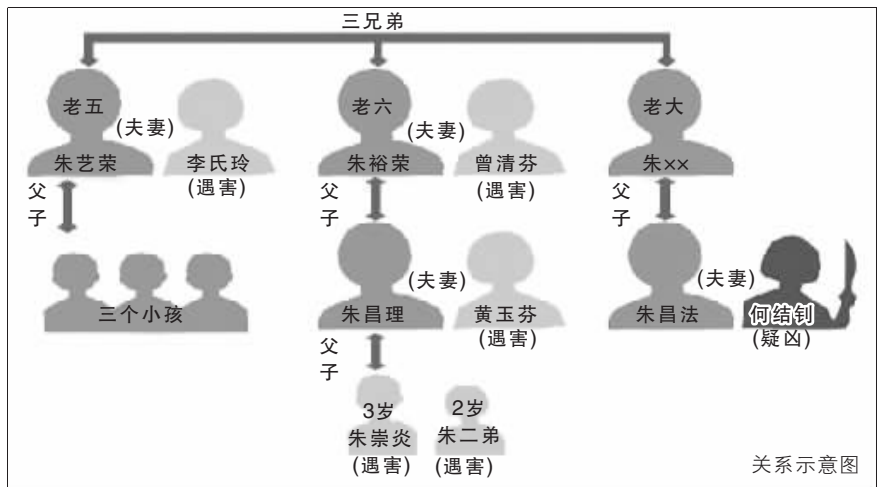 三兄弟
老五
(夫妻)
朱艺荣
李氏玲
(遇害)
老六
(夫妻)
朱裕荣
曾清芬
(遇害)
老大
朱××
父子
父子
父子
三个小孩
(夫妻)
朱昌理
黄玉芬
(遇害)
(夫妻)
朱昌法
何结钊
(疑凶)
父子
3岁
朱崇炎
(遇害)
2岁
朱二弟
(遇害)
关系示意图